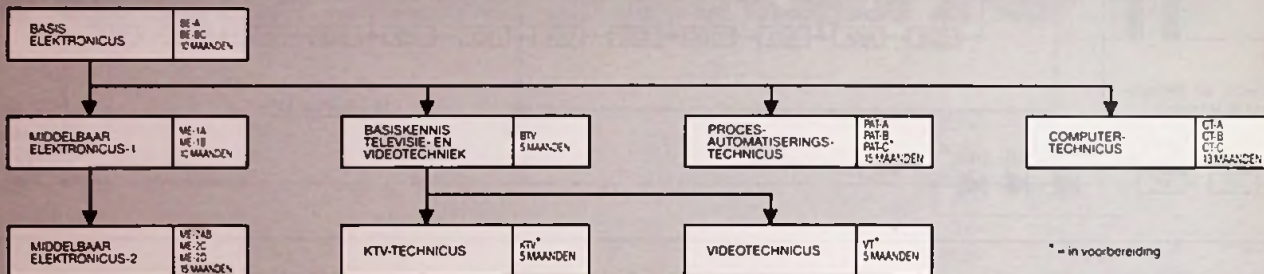 BASIS
ELEKTRONICUS
BE-A
BE-BC
10 MAANDEN
MIDDELBAAR
ELEKTRONICUS-1
ME-1A
ME-1B
10 MAANDEN
BASISKENNIS
TELEVISIE- EN
VIDEOTECHNIEK
BTV
5 MAANDEN
PROCES-
AUTOMATISERINGS-
TECHNICUS
PAT-A
PAT-B
PAT-C*
15 MAANDEN
COMPUTER-
TECHNICUS
CT-A
CT-B
CT-C
13 MAANDEN
MIDDELBAAR
ELEKTRONICUS-2
ME-2AB
ME-2C
ME-2D
15 MAANDEN
KTV-TECHNICUS
KTV*
5 MAANDEN
VIDEOTECHNICUS
VT*
5 MAANDEN
* = in voorbereiding